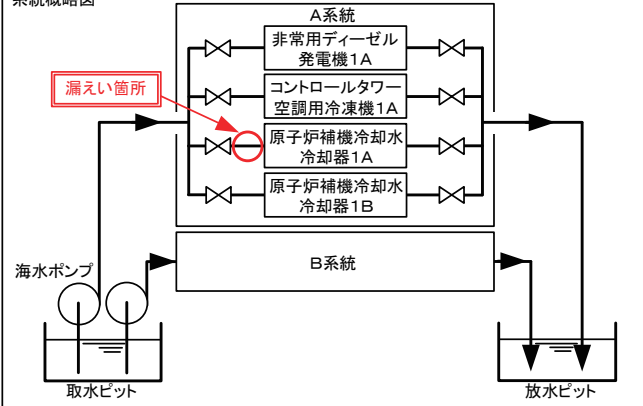 系統概略図
A系統
非常用ディーゼル
発電機1A
漏えい箇所
コントロールタワー
空調用冷凍機1A
原子炉補機冷却水
冷却器1A
原子炉補機冷却水
冷却器1B
海水ポンプ
B系統
取水ピット
放水ピット